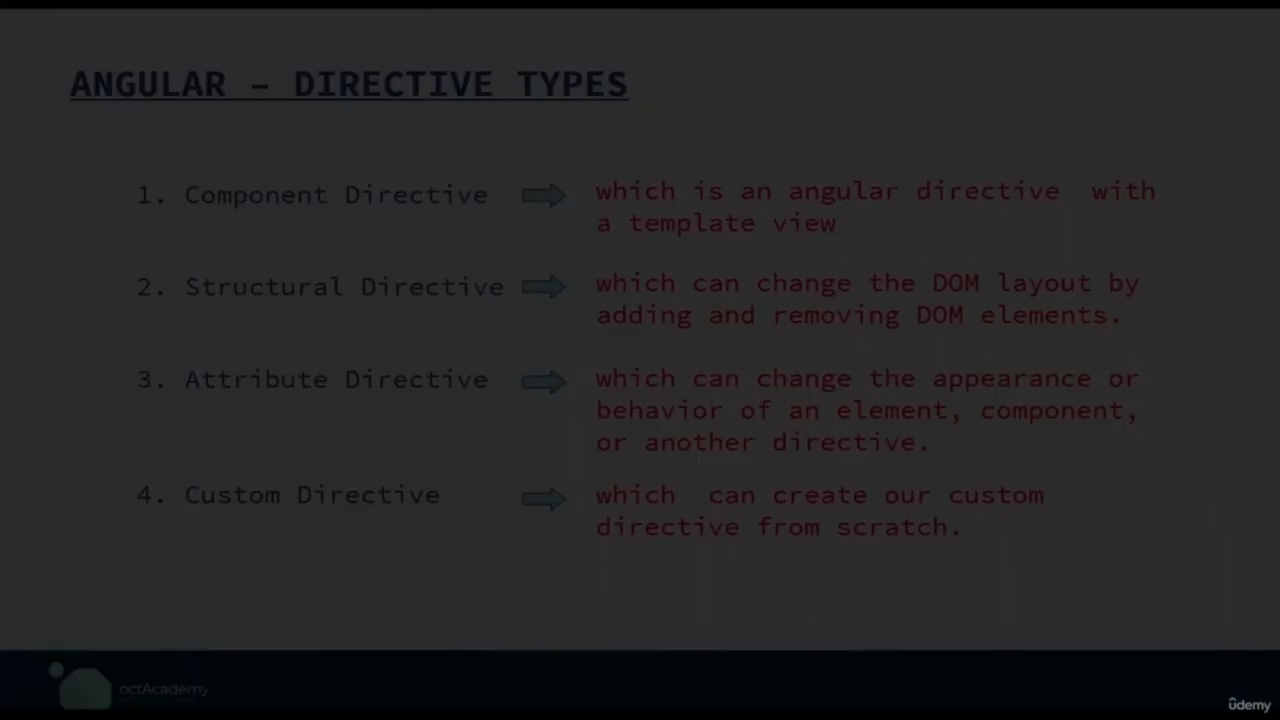 ANGULAR – DIRECTIVE TYPES
1. Component Directive
which is an angular directive with
a template view
2. Structural Directive
which can change the DOM layout by
adding and removing DOM elements.
3. Attribute Directive
which can change the appearance or
behavior of an element, component,
or another directive.
4. Custom Directive
which can create our custom
directive from scratch.
octAcademy
ûdemy